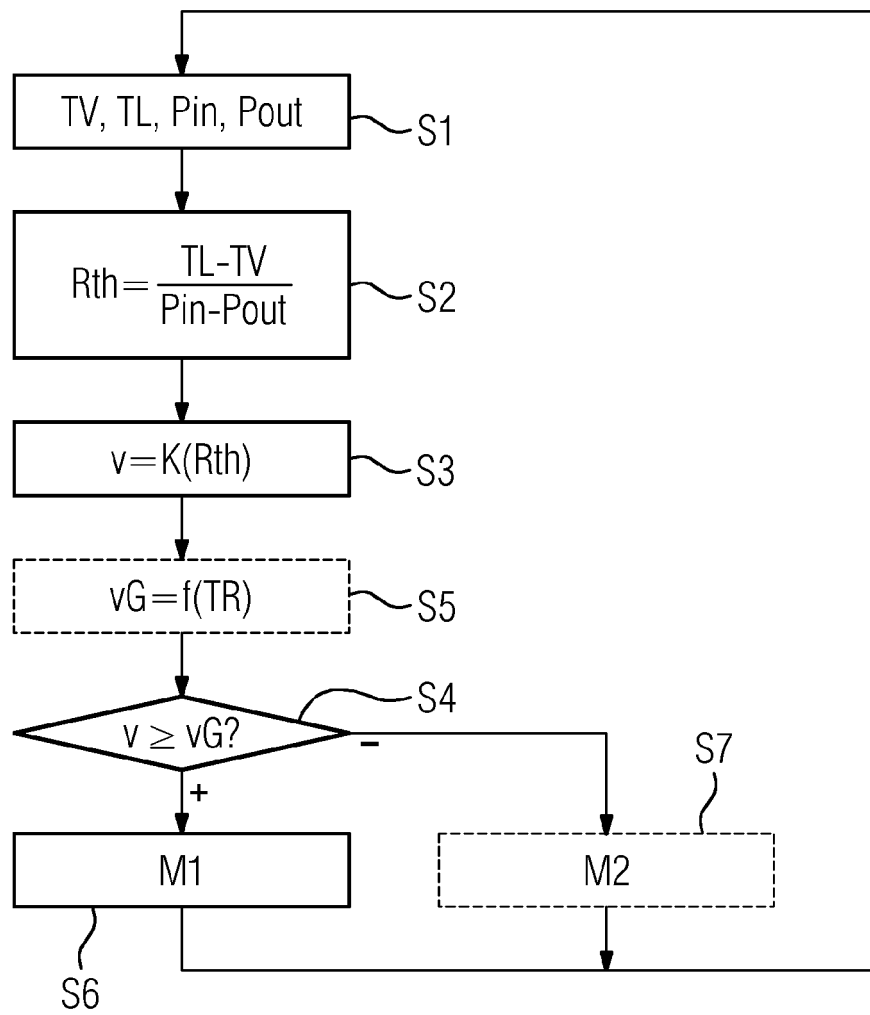 TV, TL, Pin, Pout
S1
Rth=TL-TV/Pin-Pout
S2
v=K(Rth)
S3
vG=f(TR)
S5
S4
v ≥ vG?
–
+
S7
M1
M2
S6